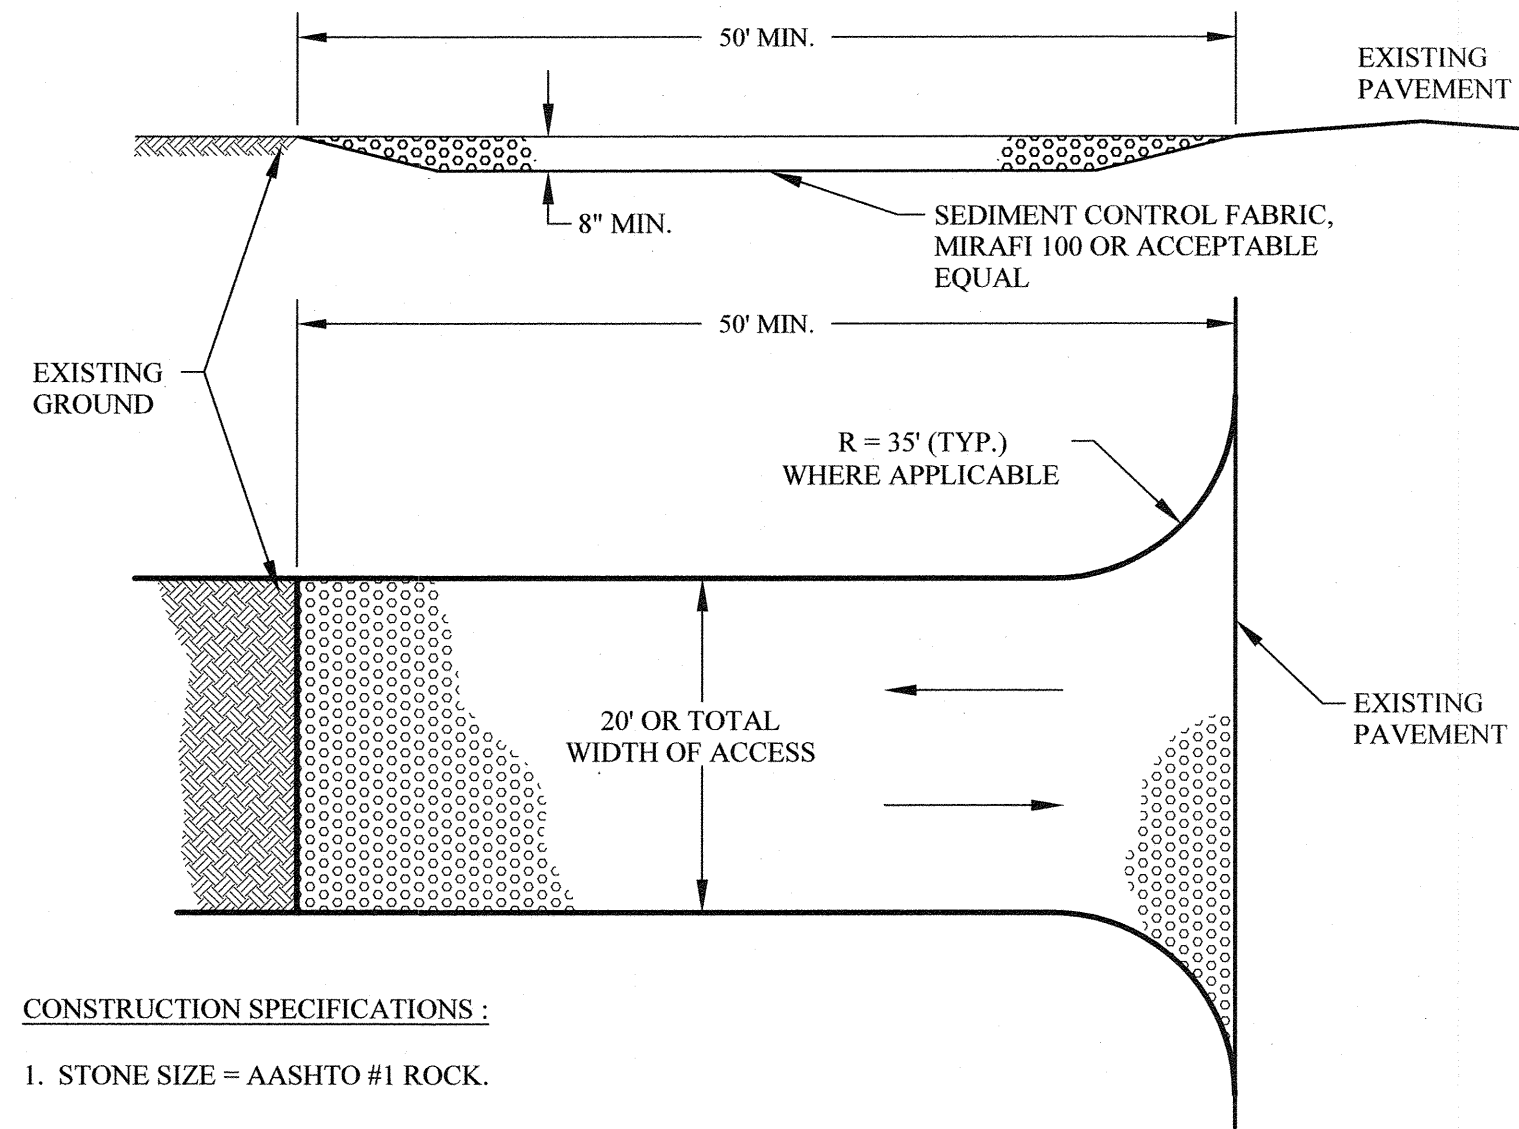 50' MIN.
EXISTING
PAVEMENT
8" MIN.
SEDIMENT CONTROL FABRIC,
MIRAFI 100 OR ACCEPTABLE
EQUAL
50' MIN.
EXISTING
GROUND
R = 35' (TYP.)
WHERE APPLICABLE
20' OR TOTAL
WIDTH OF ACCESS
EXISTING
PAVEMENT
CONSTRUCTION SPECIFICATIONS :
1. STONE SIZE = AASHTO #1 ROCK.